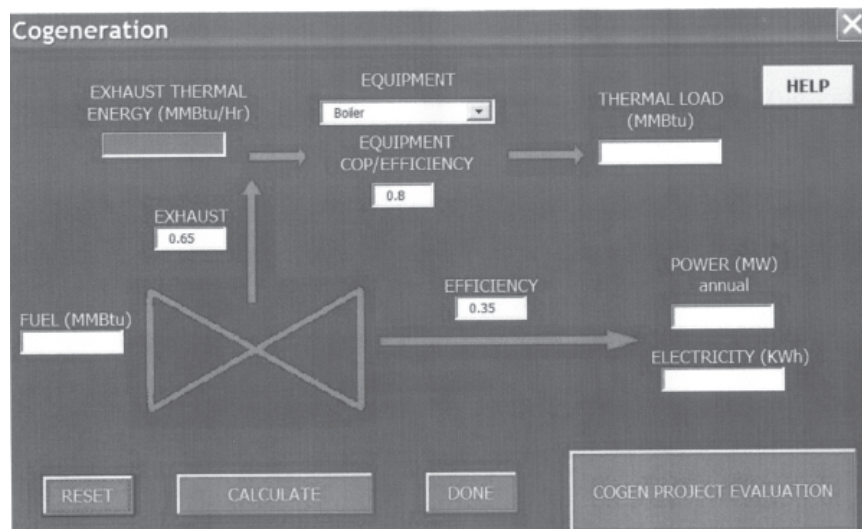 Cogeneration
EXHAUST THERMAL
ENERGY (MMBtu/Hr)
EQUIPMENT
Boiler
EQUIPMENT
COP/EFFICIENCY
0.8
THERMAL LOAD
(MMBtu)
HELP
EXHAUST
0.65
FUEL (MMBtu)
EFFICIENCY
0.35
POWER (MW)
annual
ELECTRICITY (KWh)
RESET
CALCULATE
DONE
COGEN PROJECT EVALUATION